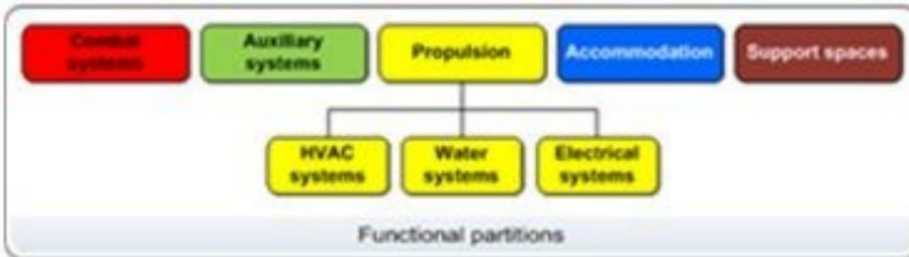 Combat
systems
Auxiliary
systems
Propulsion
Accommodation
Support spaces
HVAC
systems
Water
systems
Electrical
systems
Functional partitions